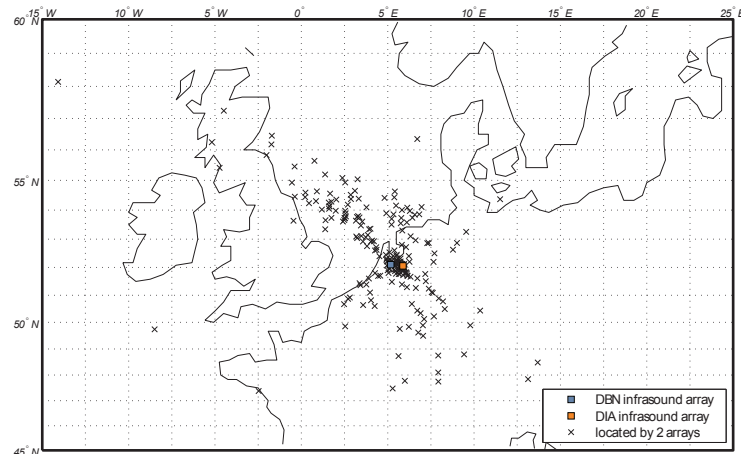 -15° W 10° W 5° W 0° 5° E 10° E 15° E 20° E 25° E
60° N
55° N
50° N
45° N
DBN infrasound array
DIA infrasound array
located by 2 arrays